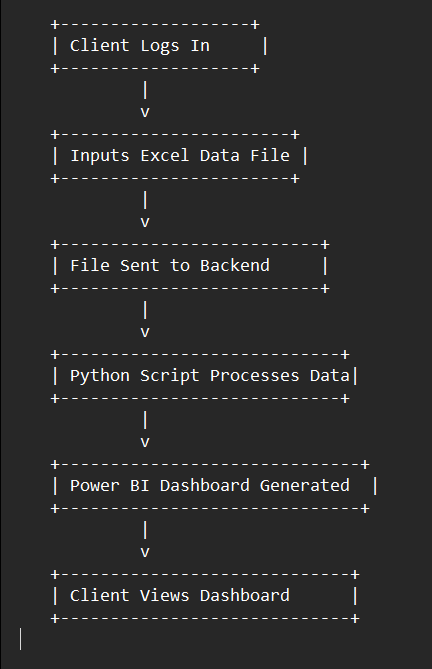 +-------------------+
| Client Logs In     |
+-------------------+
|
v
+-----------------------+
| Inputs Excel Data File |
+-----------------------+
|
v
+--------------------------+
| File Sent to Backend     |
+--------------------------+
|
v
+----------------------------+
| Python Script Processes Data|
+----------------------------+
|
v
+------------------------------+
| Power BI Dashboard Generated  |
+------------------------------+
|
v
+-----------------------------+
| Client Views Dashboard      |
+-----------------------------+